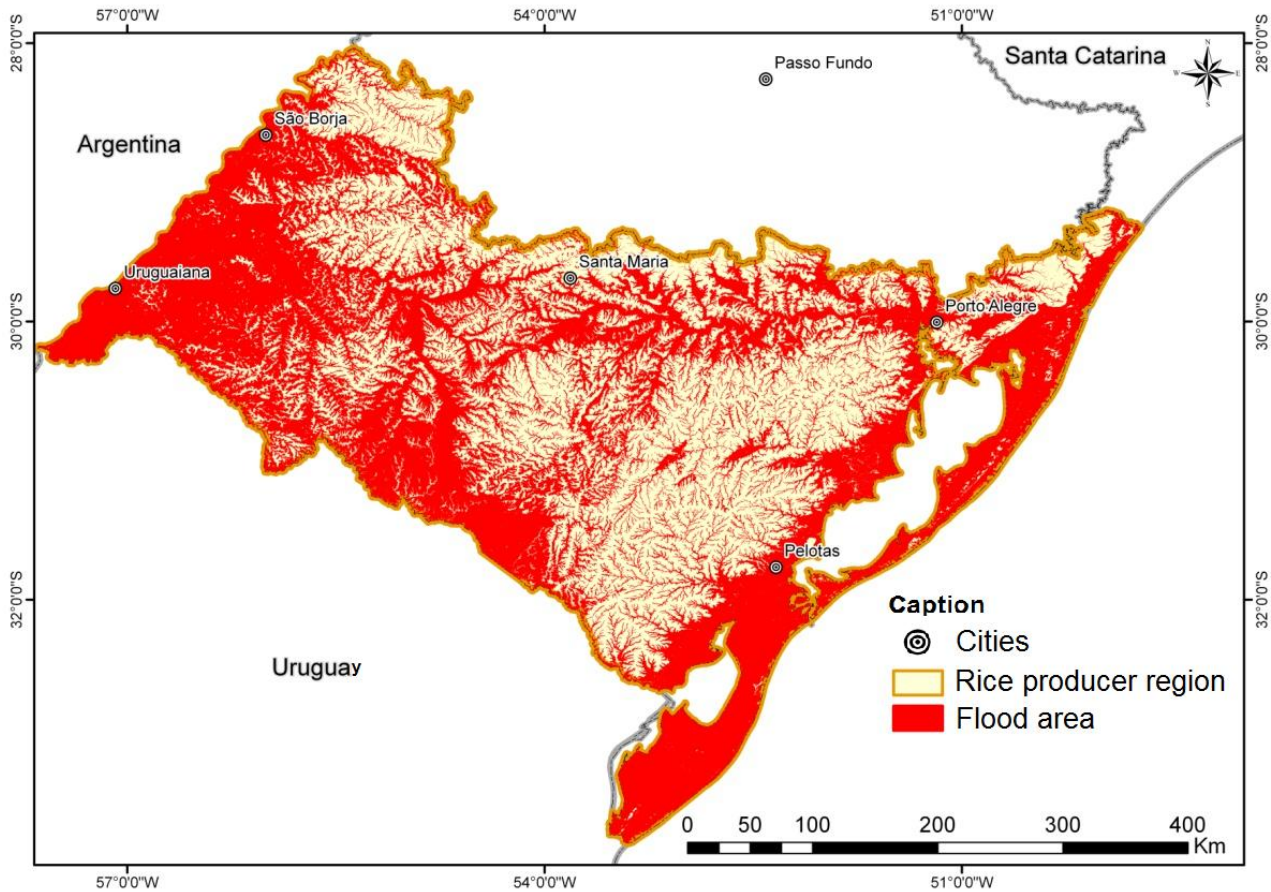 57°0'0"W 54°0'0"W 51°0'0"W
28°0'0"S 28°0'0"S
Santa Catarina
N
W E
S
Passo Fundo
São Borja
Argentina
Santa Maria
Uruguaiana
Porto Alegre
30°0'0"S 30°0'0"S
Pelotas
32°0'0"S 32°0'0"S
Uruguay
Caption
Cities
Rice producer region
Flood area
0 50 100 200 300 400
Km
57°0'0"W 54°0'0"W 51°0'0"W